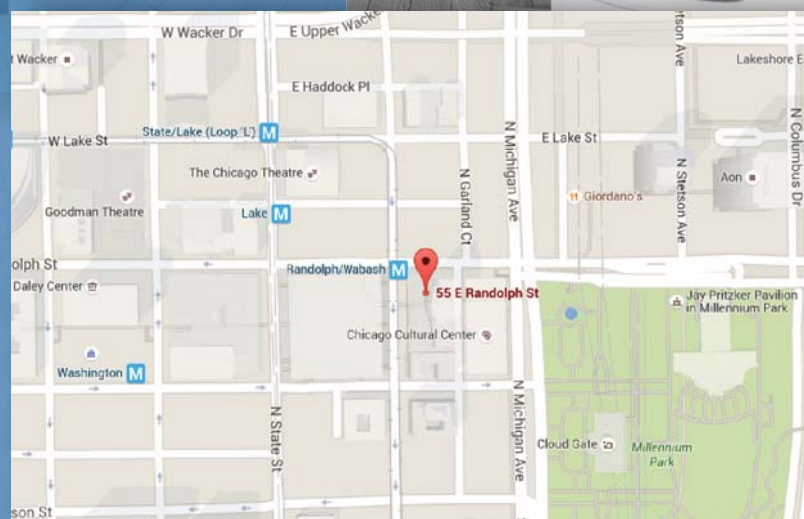 W Wacker Dr
E Upper Wacker
t Wacker
E Haddock Pl
Stetson Ave
Lakeshore E
State/Lake (Loop 'L')
W Lake St
N Michigan Ave
E Lake St
N Columbus Dr
The Chicago Theatre
N Garland Ct
N Stetson Ave
Aon
Giordano's
Goodman Theatre
Lake
olph St
Randolph/Wabash
Daley Center
55 E Randolph St
Jay Pritzker Pavilion
in Millennium Park
Chicago Cultural Center
Washington
N State St
N Michigan Ave
Cloud Gate
Millennium
Park
son St